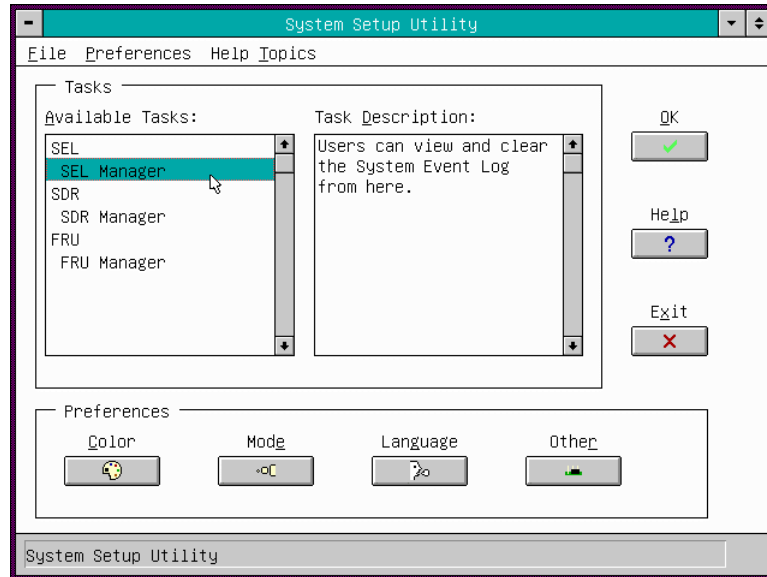 System Setup Utility
File Preferences Help Topics
Tasks
Available Tasks:
SEL
SEL Manager
SDR
SDR Manager
FRU
FRU Manager
Task Description:
Users can view and clear
the System Event Log
from here.
OK
Help
?
Exit
Preferences
Color
Mode
Language
Other
System Setup Utility